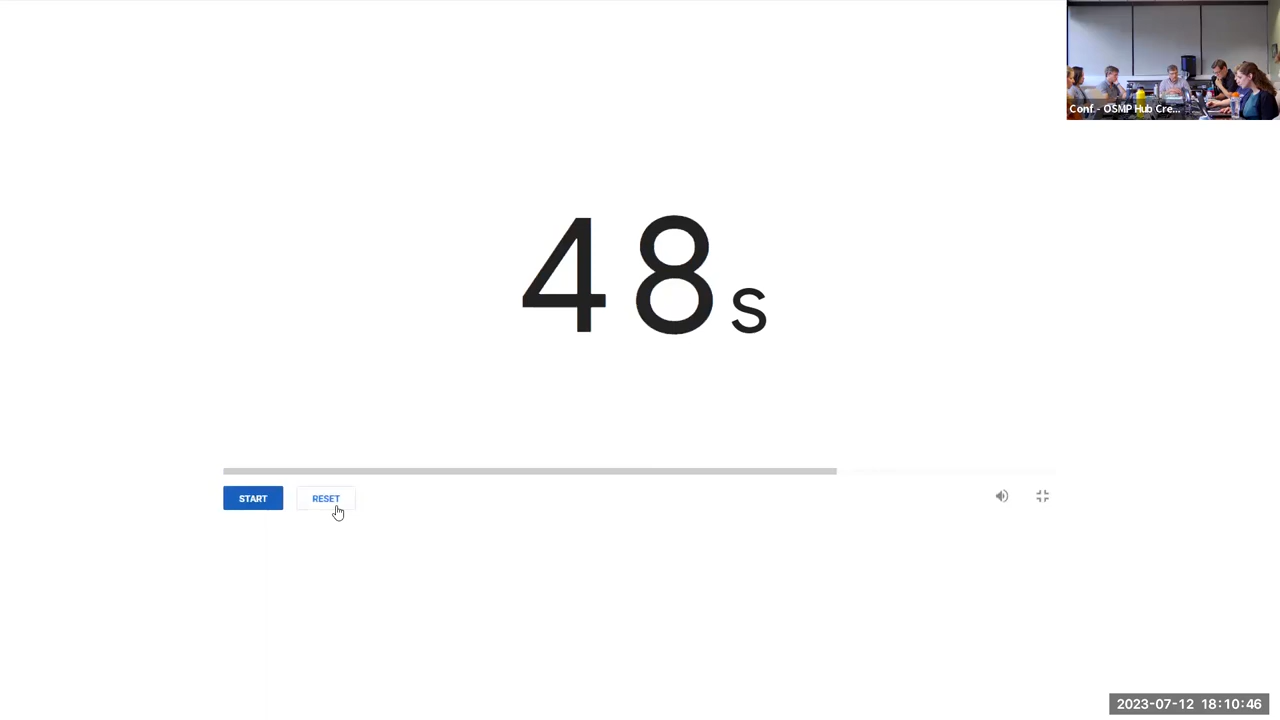 Conf. - OSMP Hub Cre...
48s
START
RESET
2023-07-12 18:10:46